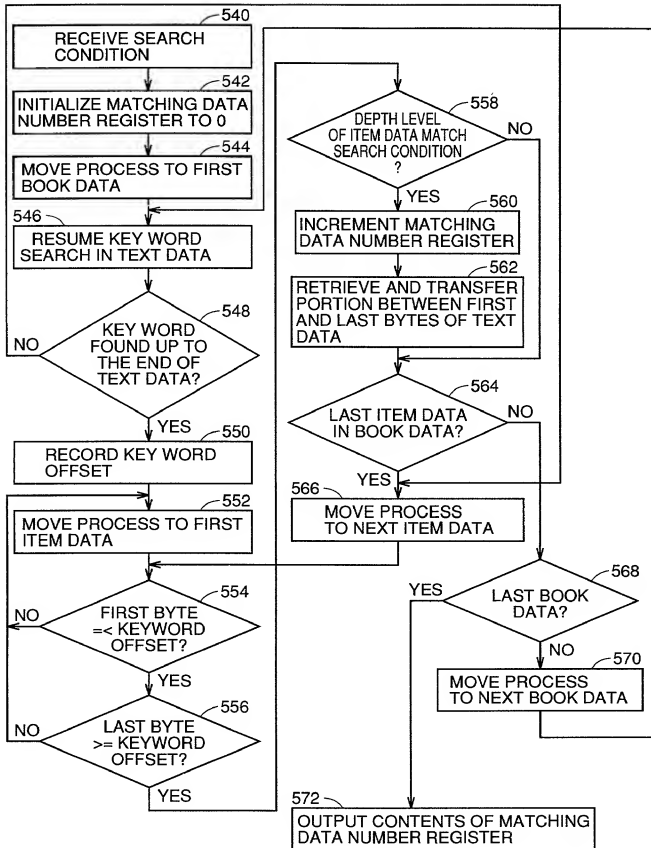 540
RECEIVE SEARCH
CONDITION
542
INITIALIZE MATCHING DATA
NUMBER REGISTER TO 0
544
MOVE PROCESS TO FIRST
BOOK DATA
546
RESUME KEY WORD
SEARCH IN TEXT DATA
548
NO
KEY WORD
FOUND UP TO
THE END OF
TEXT DATA?
YES
550
RECORD KEY WORD
OFFSET
552
MOVE PROCESS TO FIRST
ITEM DATA
554
NO
FIRST BYTE
=< KEYWORD
OFFSET?
YES
556
NO
LAST BYTE
>= KEYWORD
OFFSET?
YES
558
DEPTH LEVEL
OF ITEM DATA MATCH
SEARCH CONDITION
?
NO
YES
560
INCREMENT MATCHING
DATA NUMBER REGISTER
562
RETRIEVE AND TRANSFER
PORTION BETWEEN FIRST
AND LAST BYTES OF TEXT
DATA
564
LAST ITEM DATA
IN BOOK DATA?
NO
YES
566
MOVE PROCESS
TO NEXT ITEM DATA
568
YES
LAST BOOK
DATA?
NO
570
MOVE PROCESS
TO NEXT BOOK DATA
572
OUTPUT CONTENTS OF MATCHING
DATA NUMBER REGISTER